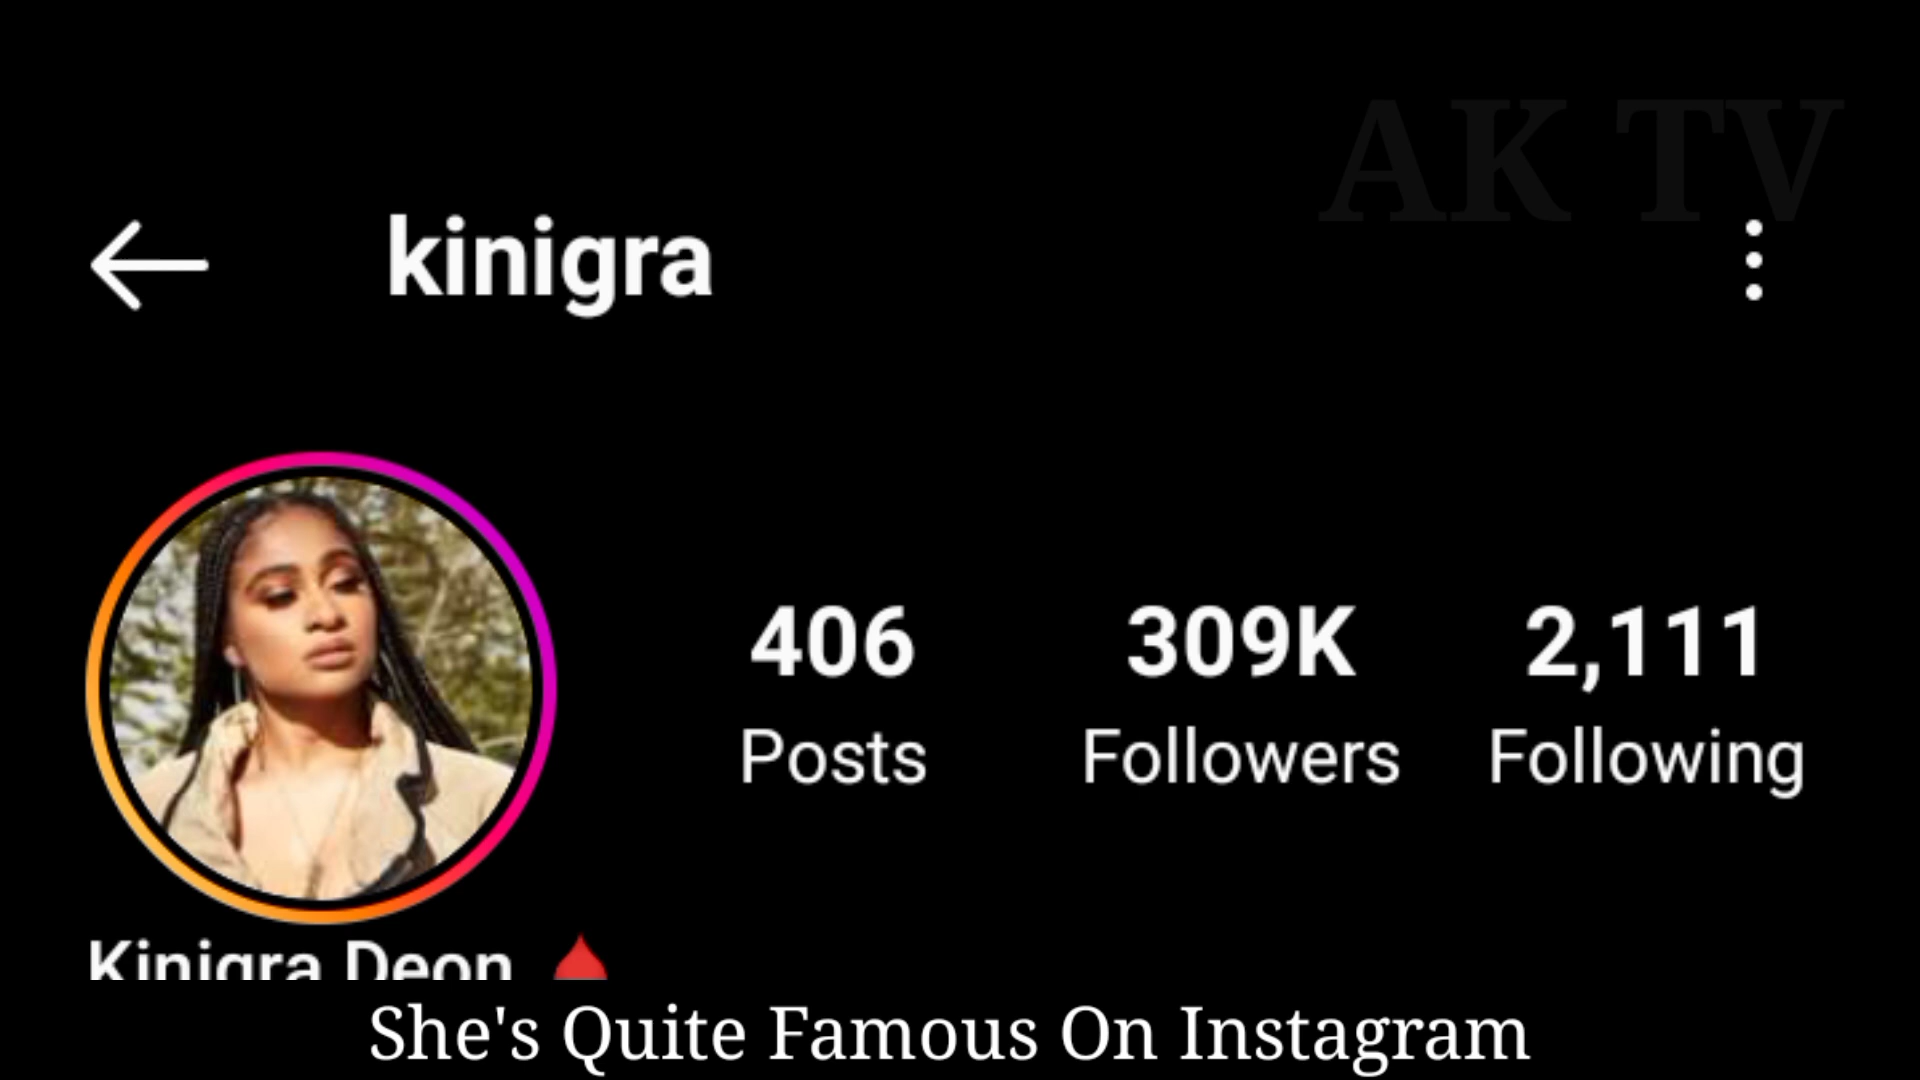 AK TV
kinigra
406 309K 2,111
Posts Followers Following
Kinigra Deon
She's Quite Famous On Instagram